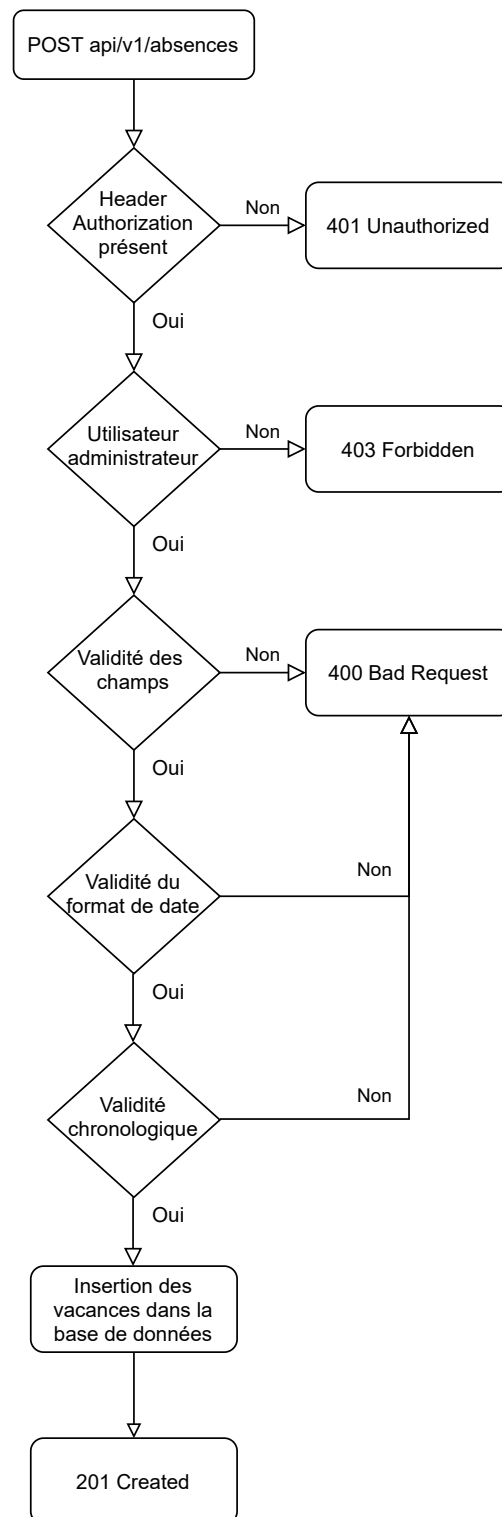 POST api/v1/absences
Header
Authorization
présent
Non
401 Unauthorized
Oui
Utilisateur
administrateur
Non
403 Forbidden
Oui
Validité des
champs
Non
400 Bad Request
Oui
Validité du
format de date
Non
Oui
Validité
chronologique
Non
Oui
Insertion des
vacances dans la
base de données
201 Created